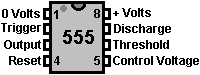 0 Volts 1 8 + Volts
Trigger Discharge
Output 555 Threshold
Reset 4 5 Control Voltage